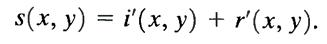 s(x, y) = i'(x, y) + r'(x, y).